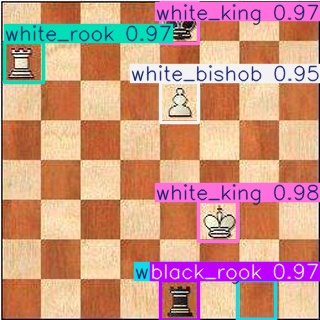 white_king 0.97
white_rook 0.97
white_bishob 0.95
white_king 0.98
w
black_rook 0.97